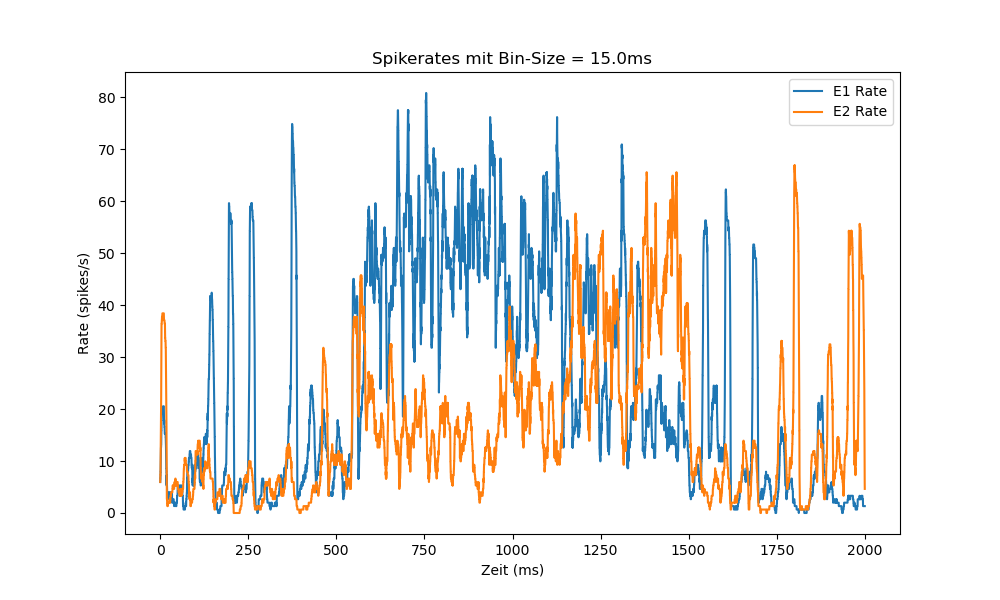 Spikerates mit Bin-Size = 15.0ms
E1 Rate
E2 Rate
Rate (spikes/s)
80
70
60
50
40
30
20
10
0
0 250 500 750 1000 1250 1500 1750 2000
Zeit (ms)